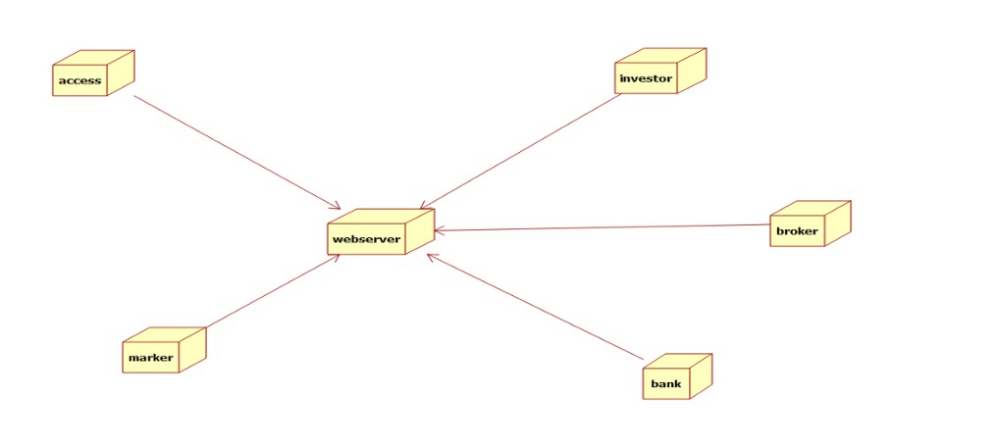 access
investor
broker
webserver
marker
bank